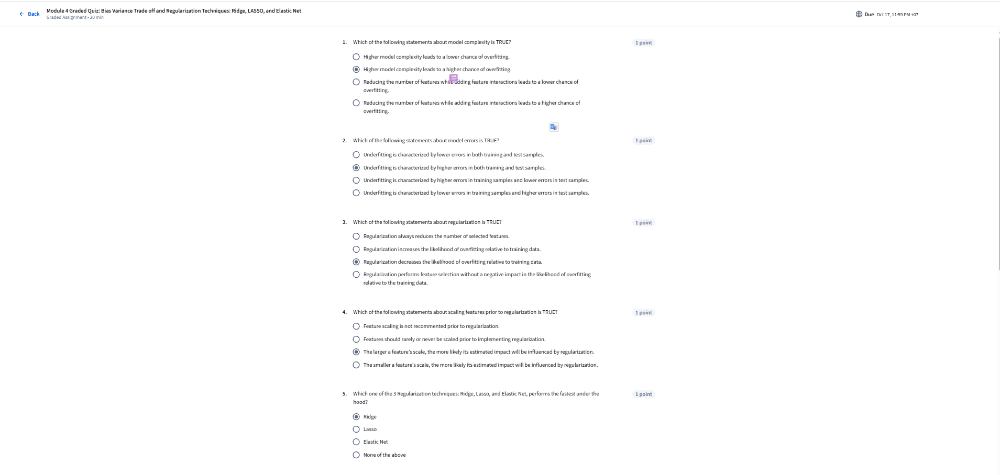 Back
Module 4 Graded Quiz: Bias Variance Trade off and Regularization Techniques: Ridge, LASSO, and Elastic Net
Graded Assignment • 30 min
Due Oct 17, 11:59 PM +07
1. Which of the following statements about model complexity is TRUE? 1 point
Higher model complexity leads to a lower chance of overfitting.
Higher model complexity leads to a higher chance of overfitting.
Reducing the number of features whi dding feature interactions leads to a lower chance of
overfitting.
Reducing the number of features while adding feature interactions leads to a higher chance of
overfitting.
2. Which of the following statements about model errors is TRUE? 1 point
Underfitting is characterized by lower errors in both training and test samples.
Underfitting is characterized by higher errors in both training and test samples.
Underfitting is characterized by higher errors in training samples and lower errors in test samples.
Underfitting is characterized by lower errors in training samples and higher errors in test samples.
3. Which of the following statements about regularization is TRUE? 1 point
Regularization always reduces the number of selected features.
Regularization increases the likelihood of overfitting relative to training data.
Regularization decreases the likelihood of overfitting relative to training data.
Regularization performs feature selection without a negative impact in the likelihood of overfitting
relative to the training data.
4. Which of the following statements about scaling features prior to regularization is TRUE? 1 point
Feature scaling is not recommented prior to regularization.
Features should rarely or never be scaled prior to implementing regularization.
The larger a feature's scale, the more likely its estimated impact will be influenced by regularization.
The smaller a feature's scale, the more likely its estimated impact will be influenced by regularization.
5. Which one of the 3 Regularization techniques: Ridge, Lasso, and Elastic Net, performs the fastest under the 1 point
hood?
Ridge
Lasso
Elastic Net
None of the above